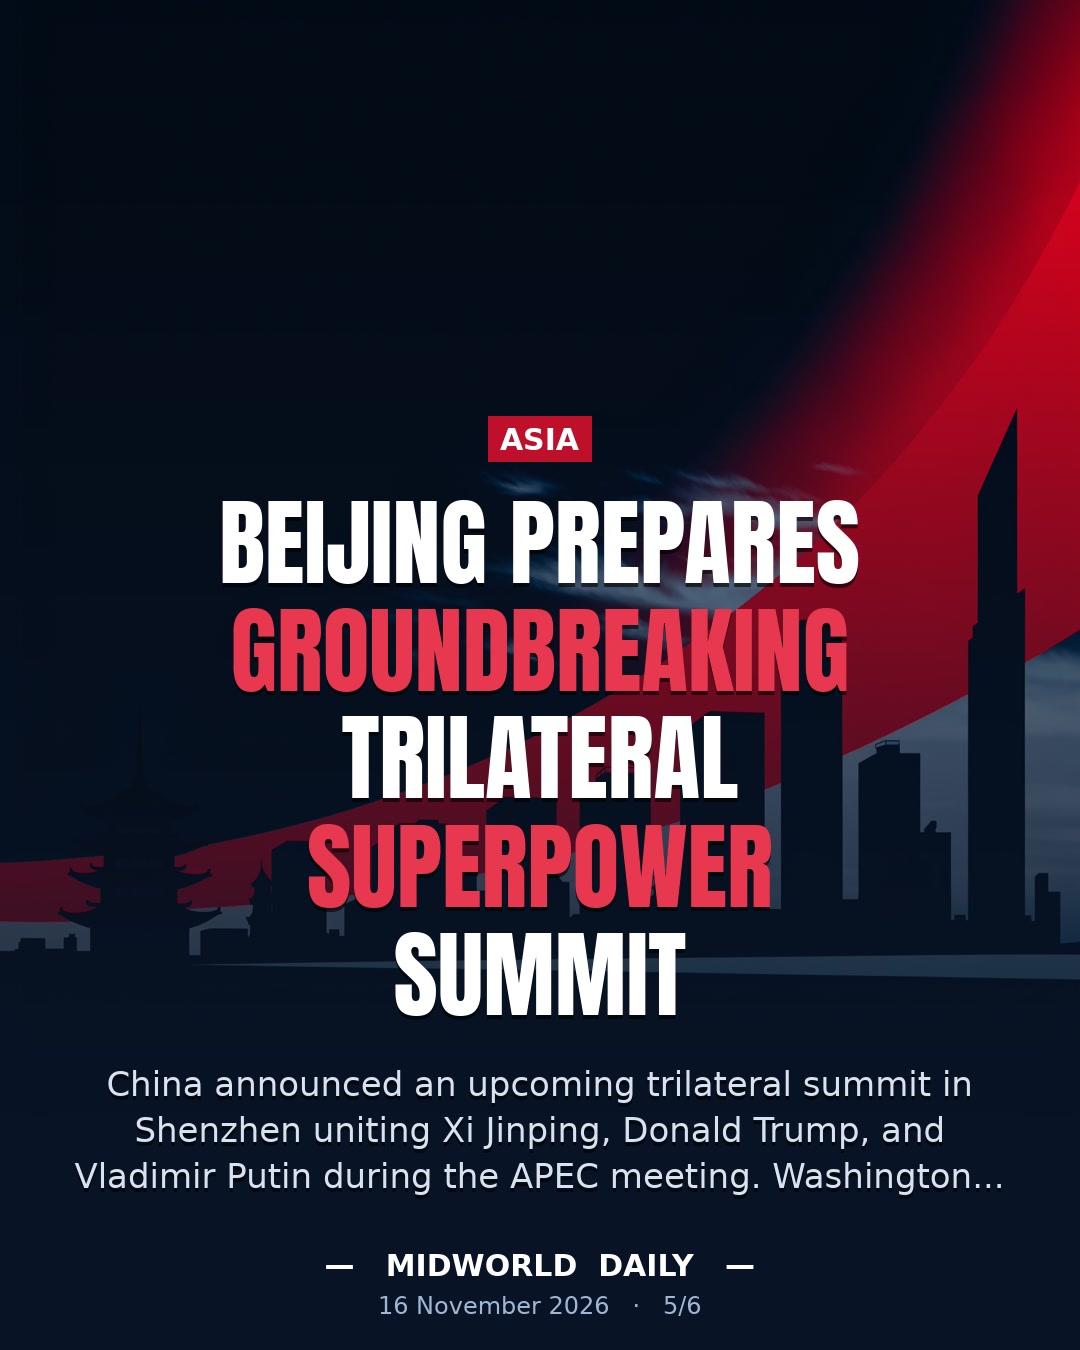 ASIA
BEIJING PREPARES
GROUNDBREAKING
TRILATERAL
SUPERPOWER
SUMMIT
China announced an upcoming trilateral summit in
Shenzhen uniting Xi Jinping, Donald Trump, and
Vladimir Putin during the APEC meeting. Washington...
— MIDWORLD DAILY —
16 November 2026 · 5/6